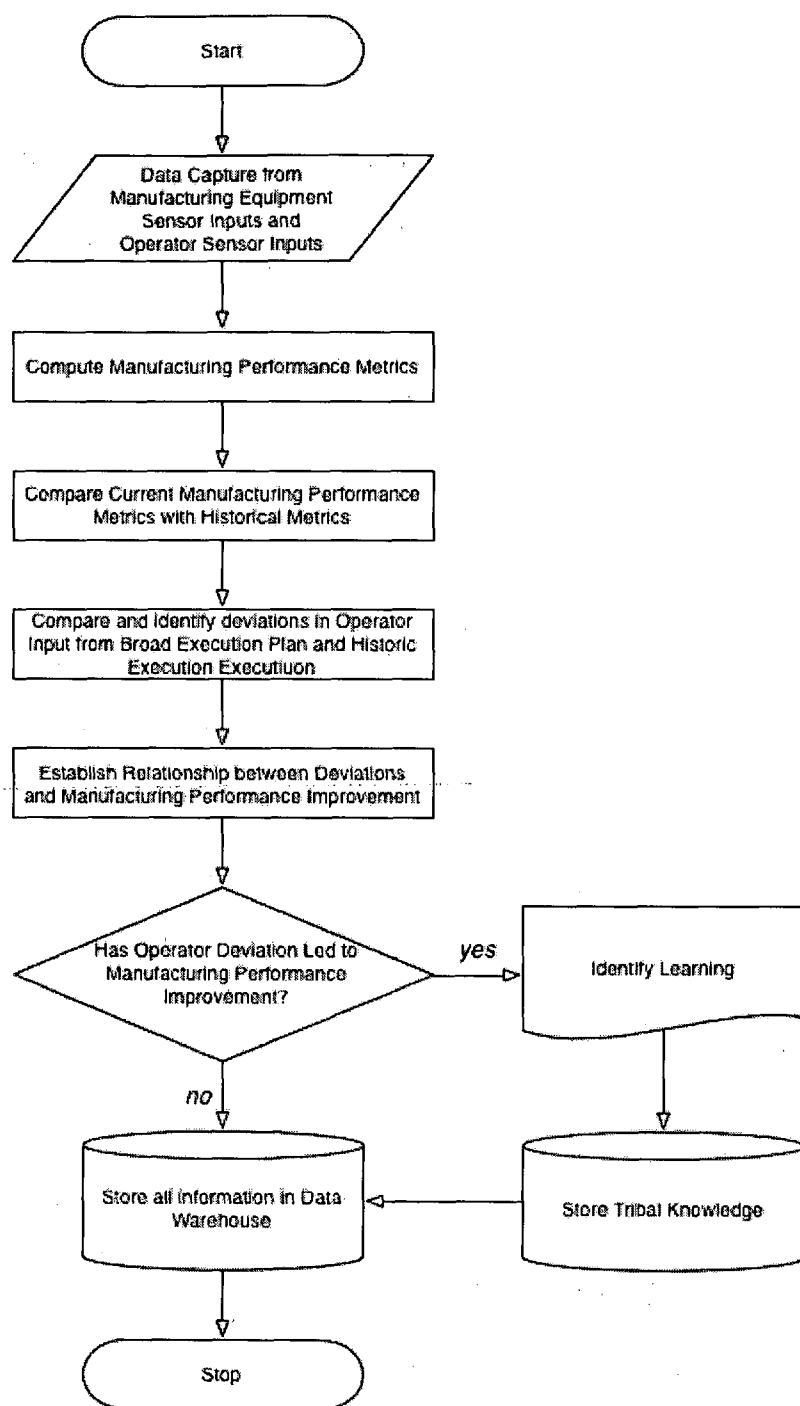 Start
Data Capture from
Manufacturing Equipment
Sensor Inputs and
Operator Sensor Inputs
Compute Manufacturing Performance Metrics
Compare Current Manufacturing Performance
Metrics with Historical Metrics
Compare and Identify deviations in Operator
Input from Broad Execution Plan and Historic
Execution Executiuon
Establish Relationship between Deviations
and Manufacturing Performance Improvement
Has Operator Deviation Led to
Manufacturing Performance
Improvement?
yes
Identify Learning
no
Store all Information in Data
Warehouse
Store Tribal Knowledge
Stop